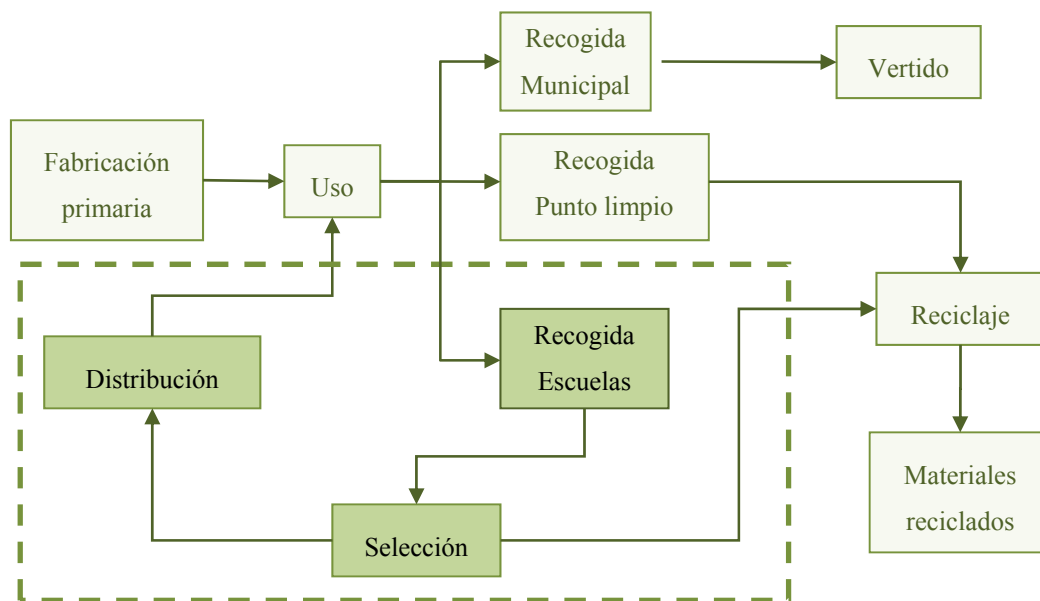 Recogida
Municipal
Vertido
Fabricación
primaria
Uso
Recogida
Punto limpio
Reciclaje
Recogida
Escuelas
Distribución
Materiales
reciclados
Selección